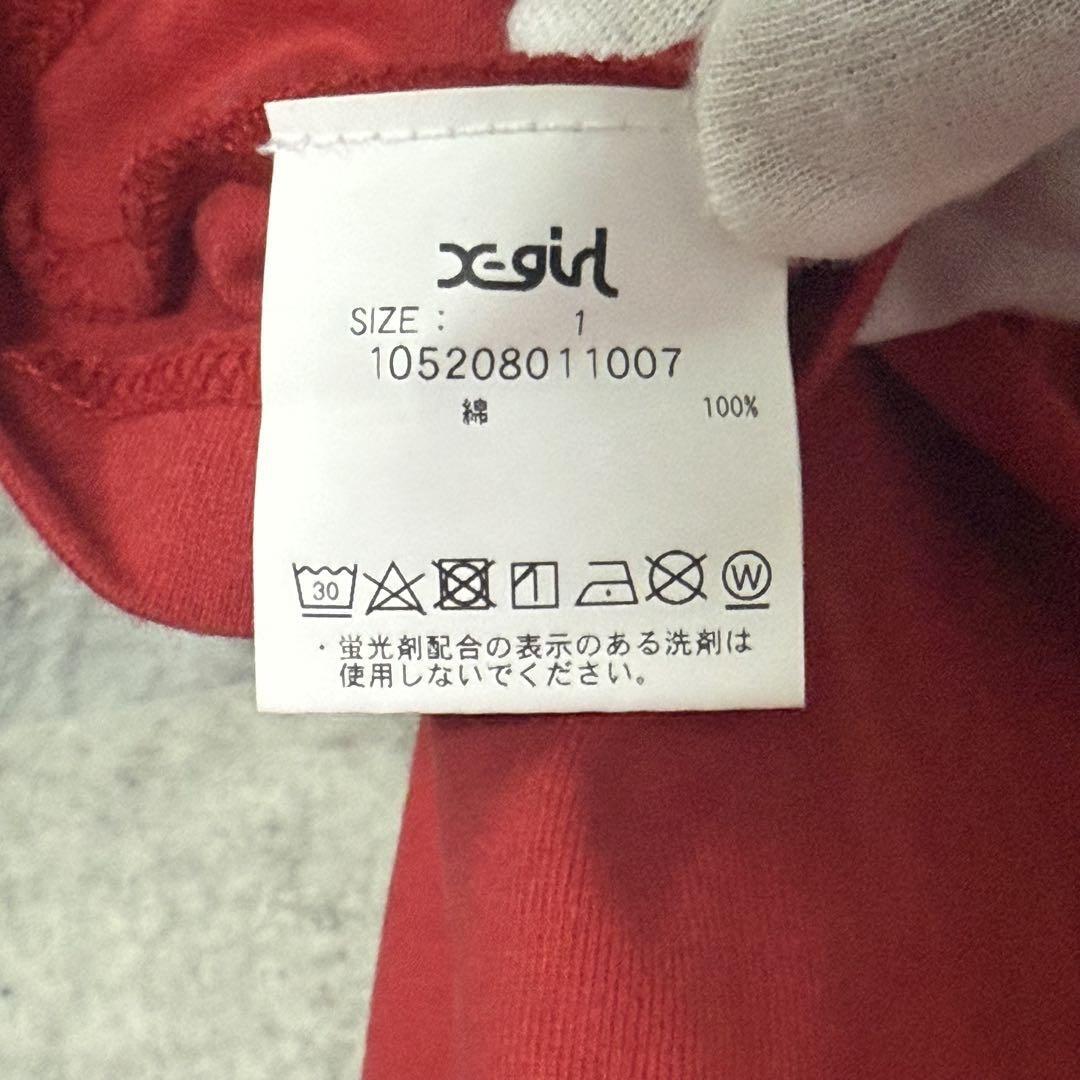 X-girl
SIZE : 1
105208011007
綿 100%
30 W
・蛍光剤配合の表示のある洗剤は
使用しないでください。